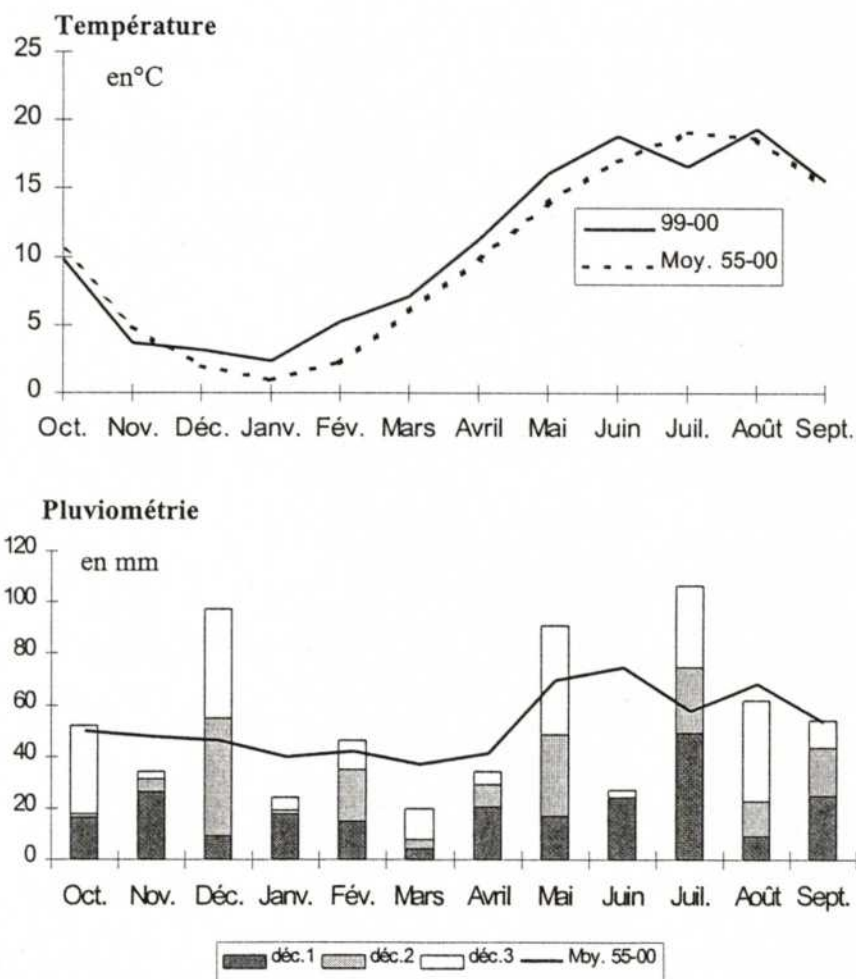 Température
25
en°C
20
15
10
5
0
99-00
Moy. 55-00
Oct. Nov. Déc. Janv. Fév. Mars Avril Mai Juin Juil. Août Sept.
Pluviométrie
120
en mm
100
80
60
40
20
0
Oct. Nov. Déc. Janv. Fév. Mars Avril Mai Juin Juil. Août Sept.
déc.1 déc.2 déc.3 Moy. 55-00